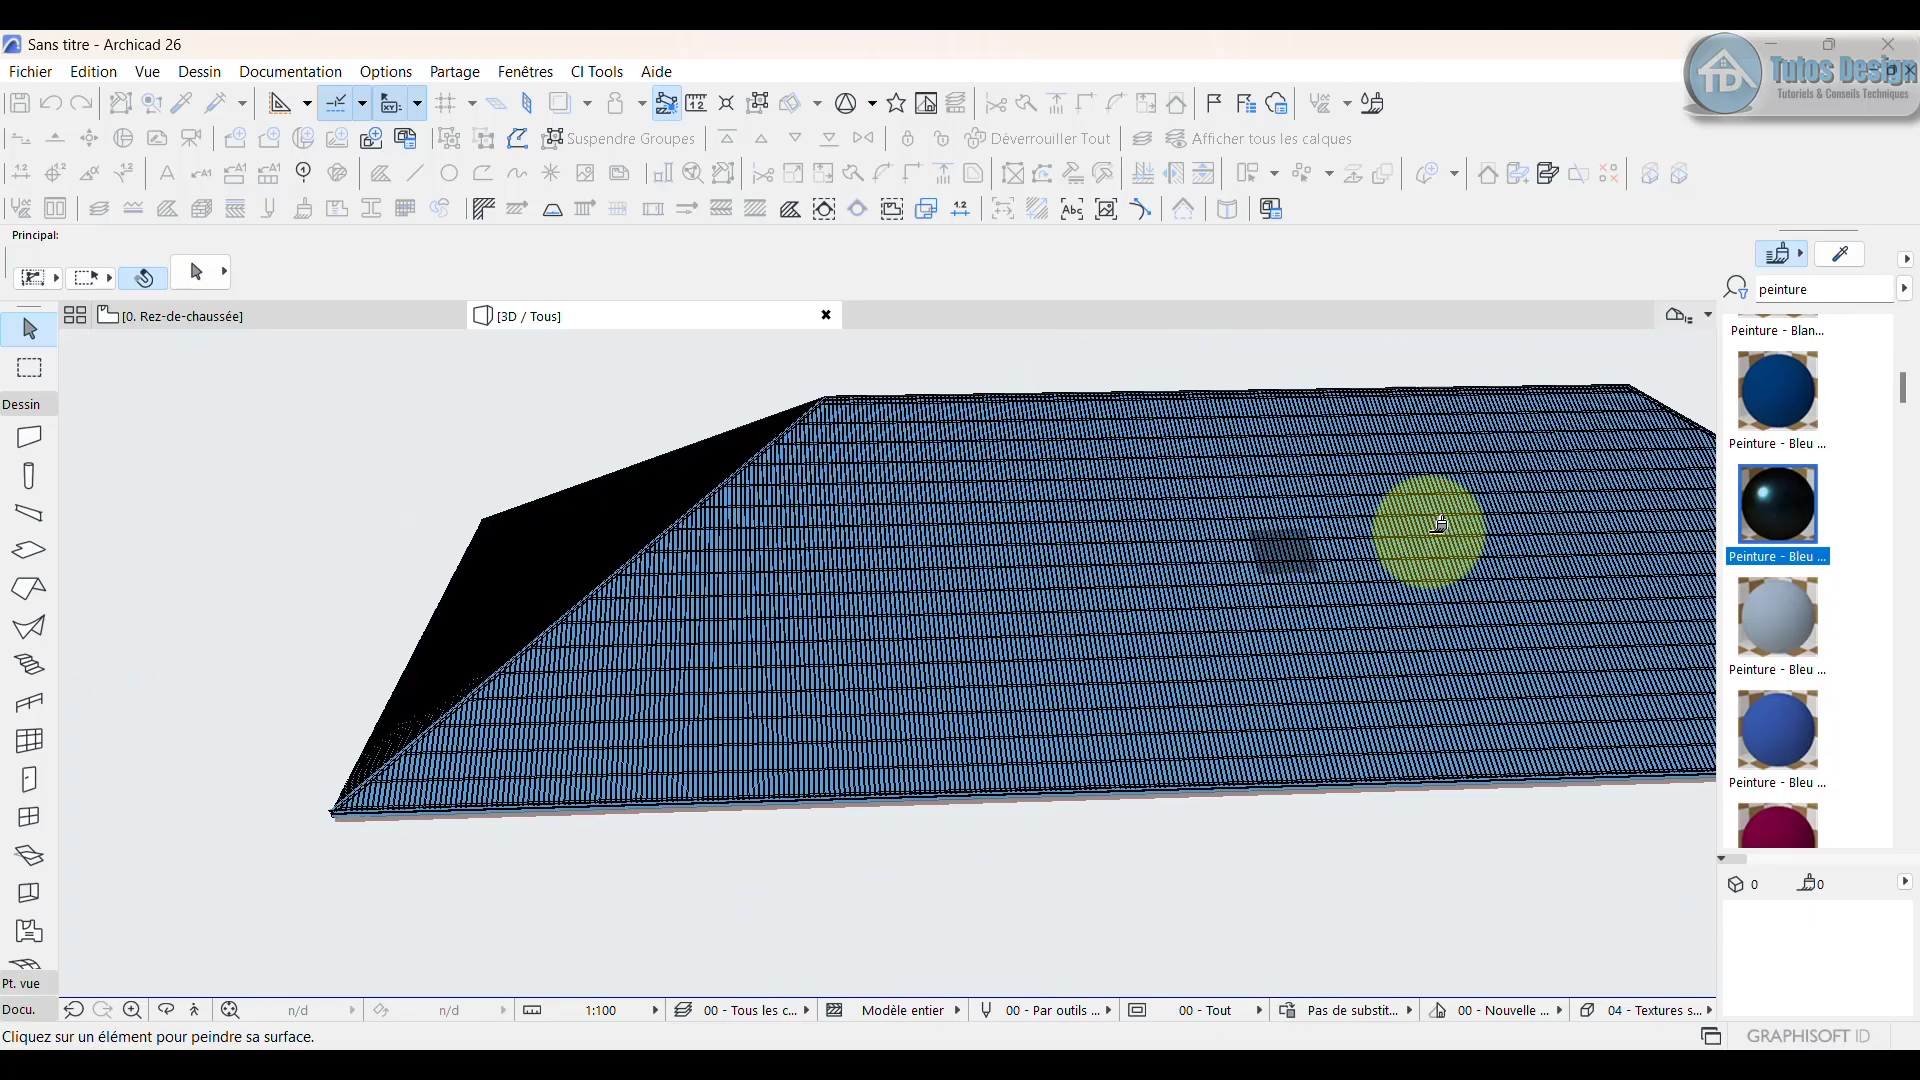 Sans titre - Archicad 26
Fichier Edition Vue Dessin Documentation Options Partage Fenêtres CI Tools Aide
Tutos Design
Tutoriels & Conseils Techniques
Suspendre Groupes
Déverrouiller Tout
Afficher tous les calques
Principal:
peinture
[0. Rez-de-chaussée]
[3D / Tous]
Peinture - Blan...
Dessin
Peinture - Bleu ...
Peinture - Bleu ...
Peinture - Bleu ...
Peinture - Bleu ...
0
0
Pt. vue
Docu.
n/d
n/d
1:100
00 - Tous les c...
Modèle entier
00 - Par outils ...
00 - Tout
Pas de substit...
00 - Nouvelle ...
04 - Textures s...
Cliquez sur un élément pour peindre sa surface.
GRAPHISOFT ID